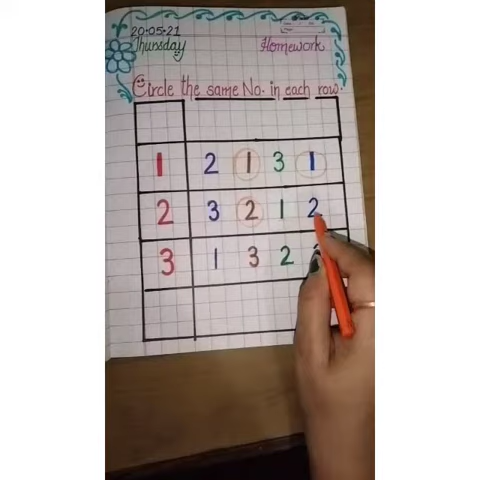 20.05.21
Thursday
Homework
Circle the same No. in each row.
1 2 1 3 1
2 3 2 1 2
3 1 3 2